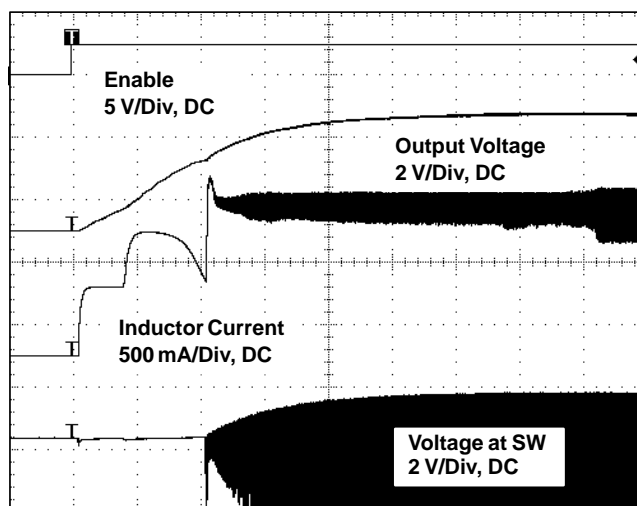 T
Enable
5 V/Div, DC
Output Voltage
2 V/Div, DC
T
Inductor Current
500 mA/Div, DC
T
T
Voltage at SW
2 V/Div, DC